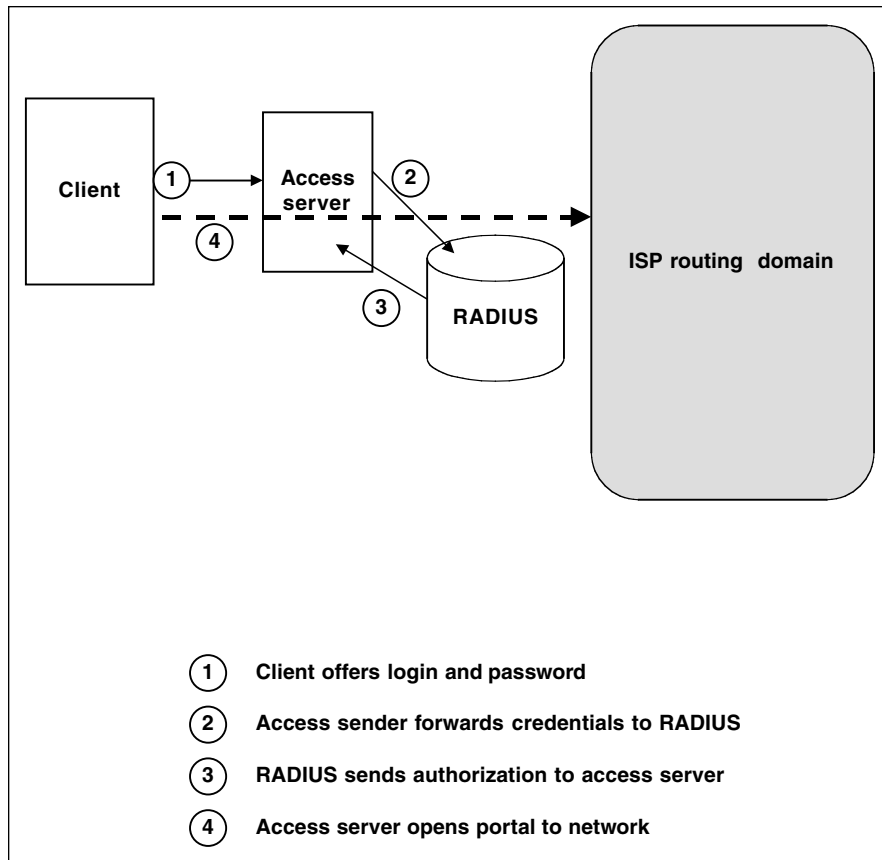 Client
1
Access
server
2
4
3
RADIUS
ISP routing domain
1 Client offers login and password
2 Access sender forwards credentials to RADIUS
3 RADIUS sends authorization to access server
4 Access server opens portal to network